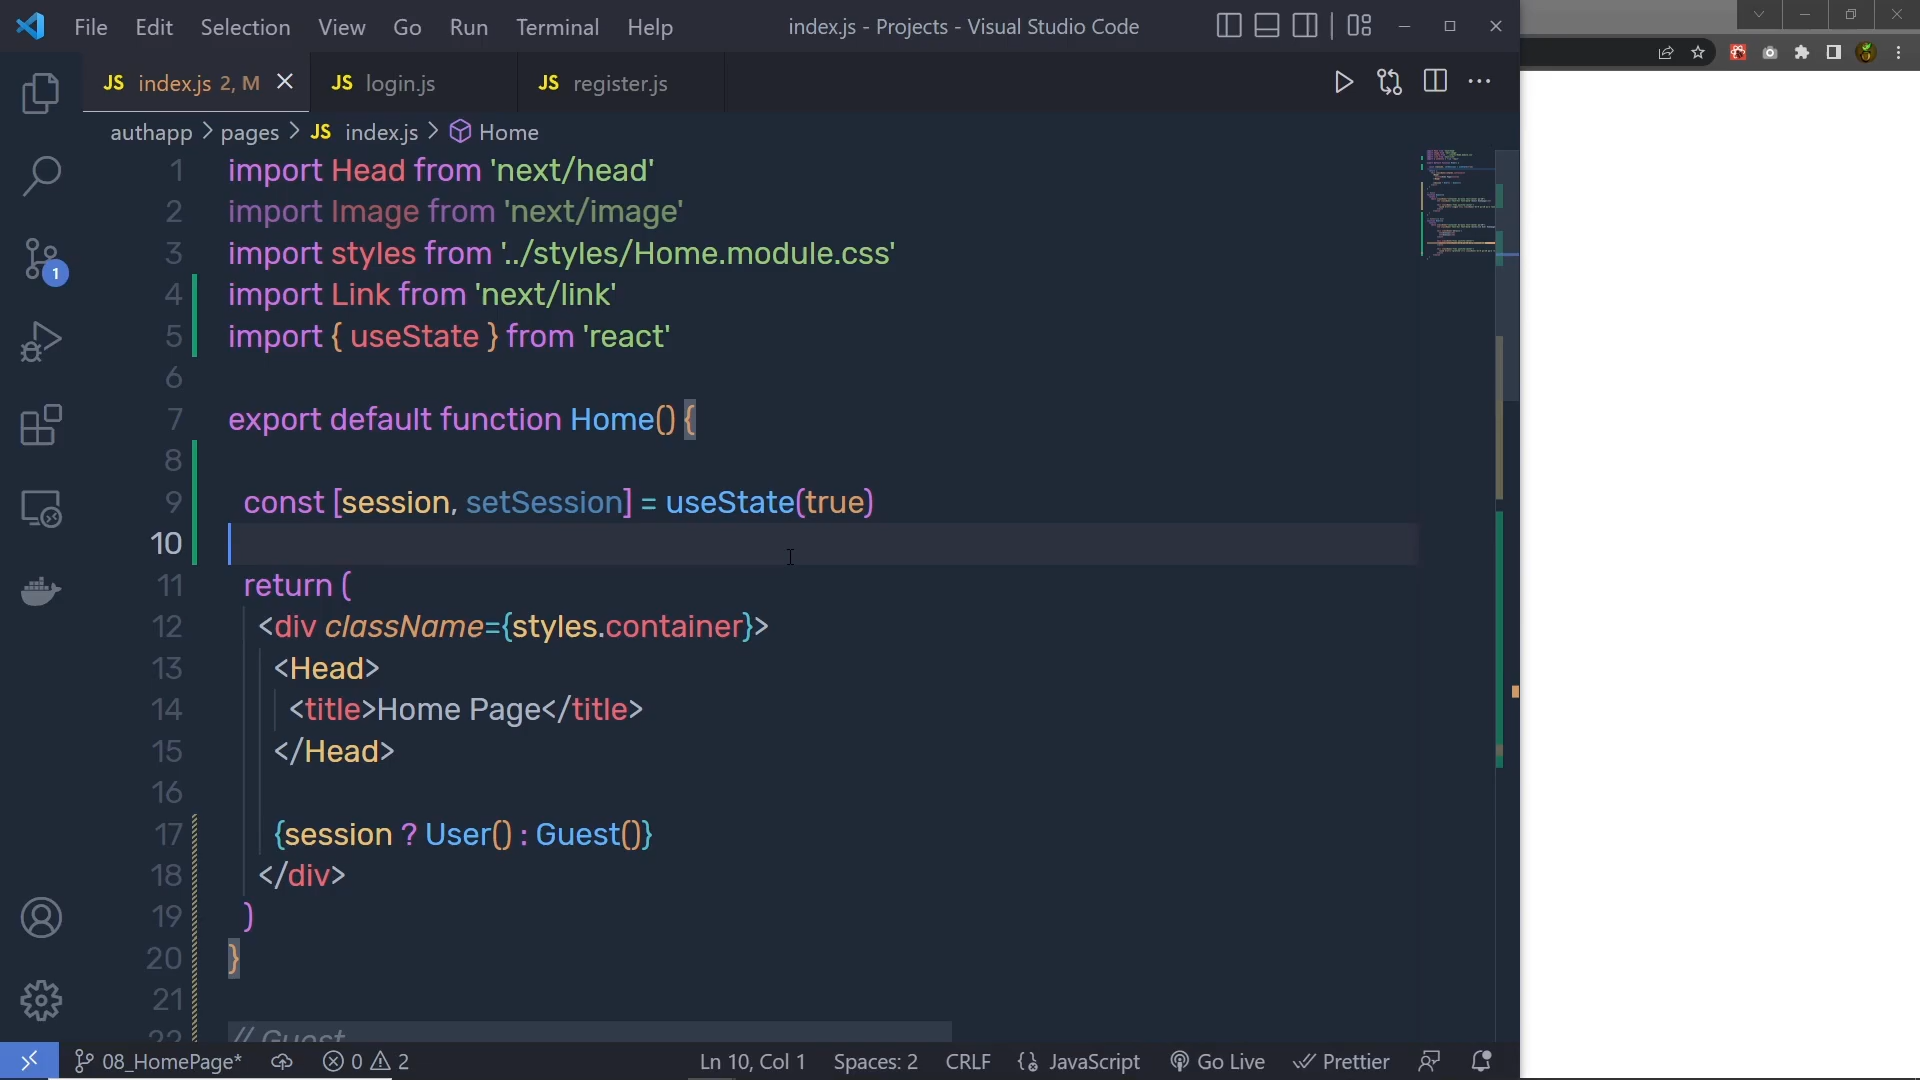 File Edit Selection View Go Run Terminal Help index.js - Projects - Visual Studio Code
JS index.js 2, M JS login.js JS register.js
authapp > pages > JS index.js > Home
1 import Head from 'next/head'
2 import Image from 'next/image'
3 import styles from '../styles/Home.module.css'
4 import Link from 'next/link'
5 import { useState } from 'react'
6
7 export default function Home() {
8
9 const [session, setSession] = useState(true)
10
11 return (
12 <div className={styles.container}>
13 <Head>
14 <title>Home Page</title>
15 </Head>
16
17 {session ? User() : Guest()}
18 </div>
19 )
20 }
21
22 // Guest
1
08_HomePage* 0 2 Ln 10, Col 1 Spaces: 2 CRLF {} JavaScript Go Live Prettier